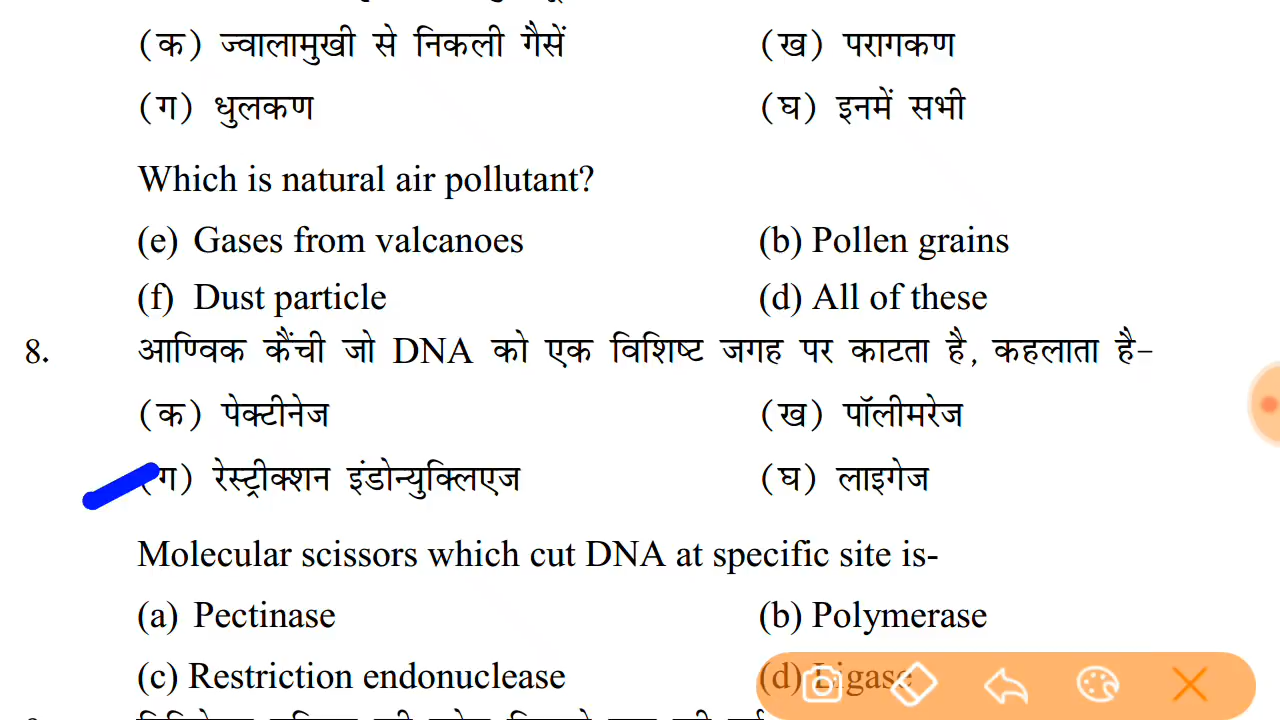 (क) ज्वालामुखी से निकली गैसें (ख) परागकण
(ग) धुलकण (घ) इनमें सभी
Which is natural air pollutant?
(e) Gases from valcanoes (b) Pollen grains
(f) Dust particle (d) All of these
8. आण्विक कैंची जो DNA को एक विशिष्ट जगह पर काटता है, कहलाता है-
(क) पेक्टीनेज (ख) पॉलीमरेज
(ग) रेस्ट्रीक्शन इंडोन्युक्लिएज (घ) लाइगेज
Molecular scissors which cut DNA at specific site is-
(a) Pectinase (b) Polymerase
(c) Restriction endonuclease (d) Ligase